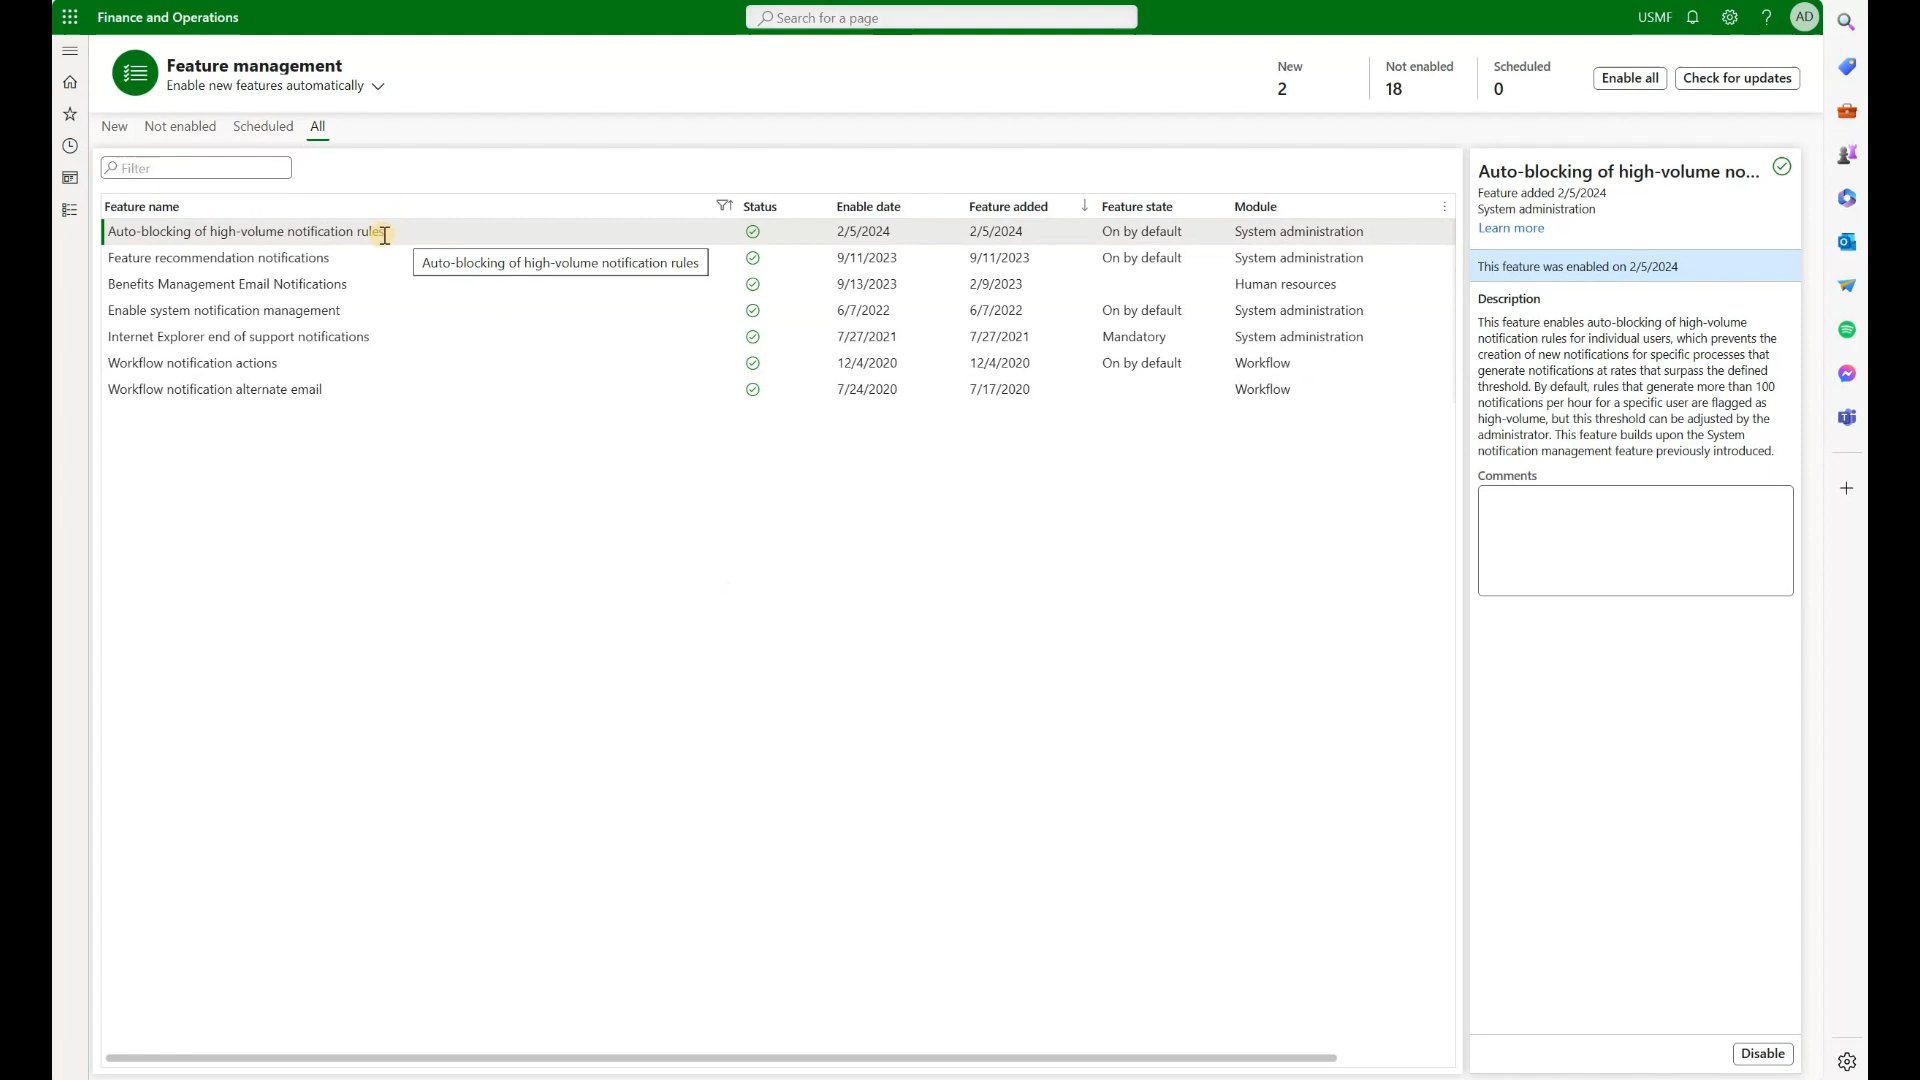 Finance and Operations
Search for a page
USMF
AD
Feature management
Enable new features automatically
New
2
Not enabled
18
Scheduled
0
Enable all
Check for updates
New Not enabled Scheduled All
Filter
Feature name Status Enable date Feature added Feature state Module
Auto-blocking of high-volume notification rules 2/5/2024 2/5/2024 On by default System administration
Feature recommendation notifications 9/11/2023 9/11/2023 On by default System administration
Auto-blocking of high-volume notification rules
Benefits Management Email Notifications 9/13/2023 2/9/2023 Human resources
Enable system notification management 6/7/2022 6/7/2022 On by default System administration
Internet Explorer end of support notifications 7/27/2021 7/27/2021 Mandatory System administration
Workflow notification actions 12/4/2020 12/4/2020 On by default Workflow
Workflow notification alternate email 7/24/2020 7/17/2020 Workflow
Auto-blocking of high-volume no...
Feature added 2/5/2024
System administration
Learn more
This feature was enabled on 2/5/2024
Description
This feature enables auto-blocking of high-volume
notification rules for individual users, which prevents the
creation of new notifications for specific processes that
generate notifications at rates that surpass the defined
threshold. By default, rules that generate more than 100
notifications per hour for a specific user are flagged as
high-volume, but this threshold can be adjusted by the
administrator. This feature builds upon the System
notification management feature previously introduced.
Comments
Disable